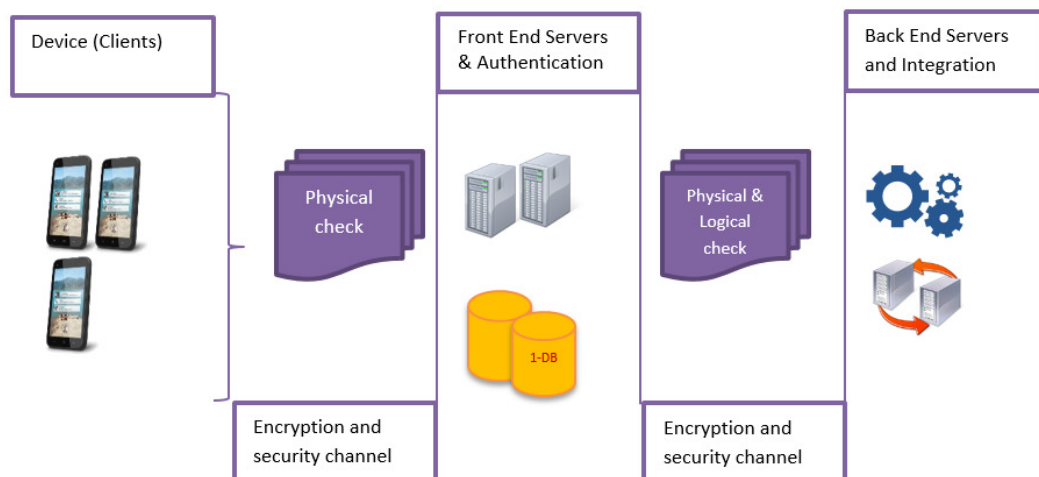 Device (Clients)
Front End Servers
& Authentication
Back End Servers
and Integration
Physical
check
Physical &
Logical
check
1-DB
Encryption and
security channel
Encryption and
security channel